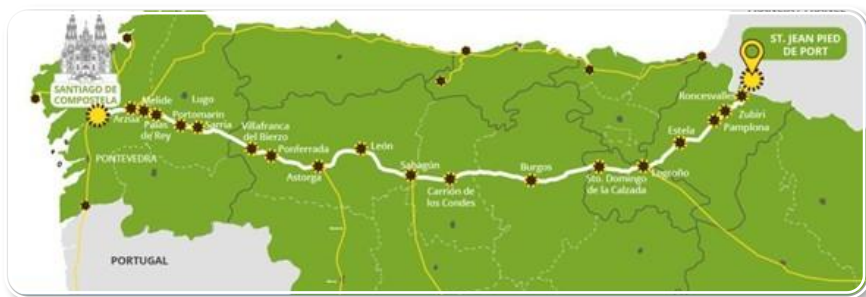 ST. JEAN PIED
DE PORT
SANTIAGO DE
COMPOSTELA
Arzúa
Melide
Palas
de Rey
Portomarín
Lugo
Sarria
Villafranca
del Bierzo
Ponferrada
Astorga
León
Sabagún
Carrión de
los Condes
Burgos
Sto. Domingo
de la Calzada
Logroño
Estela
Pamplona
Zubiri
Roncesvalles
PONTEVEDRA
PORTUGAL